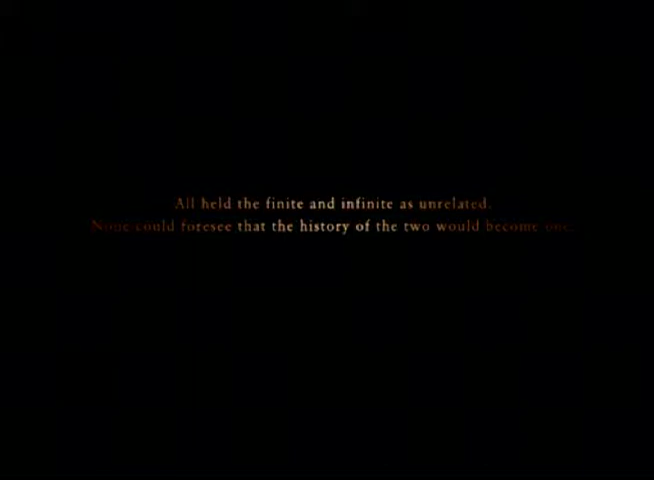 All held the finite and infinite as unrelated.
None could foresee that the history of the two would become one.